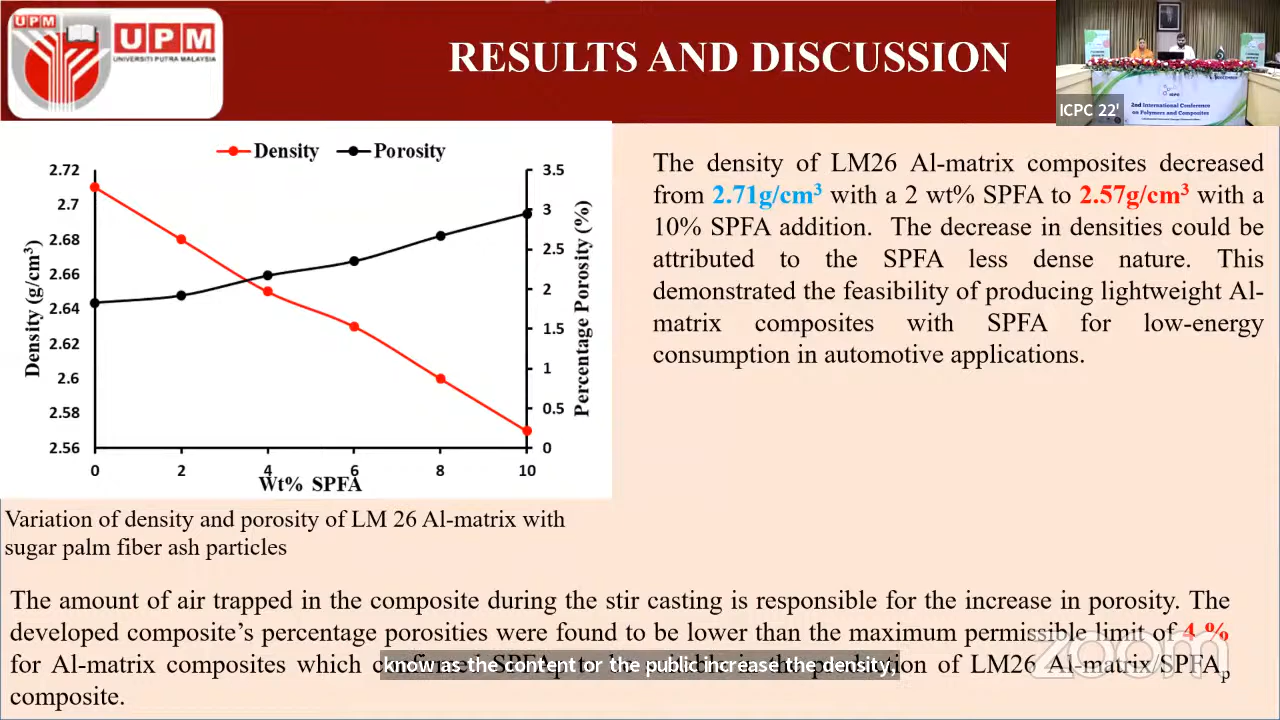 UPM
UPM
UNIVERSITI PUTRA MALAYSIA
RESULTS AND DISCUSSION
ICPC
2nd International Conference
on Polymers and Composites
ICPC 22'
Density
Porosity
2.72
2.7
2.68
2.66
2.64
2.62
2.6
2.58
2.56
Density (g/cm³)
3.5
3
2.5
2
1.5
1
0.5
0
Percentage Porosity (%)
0 2 4 6 8 10
Wt% SPFA
Variation of density and porosity of LM 26 Al-matrix with
sugar palm fiber ash particles
The density of LM26 Al-matrix composites decreased
from 2.71g/cm³ with a 2 wt% SPFA to 2.57g/cm³ with a
10% SPFA addition. The decrease in densities could be
attributed to the SPFA less dense nature. This
demonstrated the feasibility of producing lightweight Al-
matrix composites with SPFA for low-energy
consumption in automotive applications.
The amount of air trapped in the composite during the stir casting is responsible for the increase in porosity. The
developed composite's percentage porosities were found to be lower than the maximum permissible limit of 4 %
for Al-matrix composites which of LM26 Al-matrix/SPFAp
composite.
know as the content or the public increase the density,
zoom